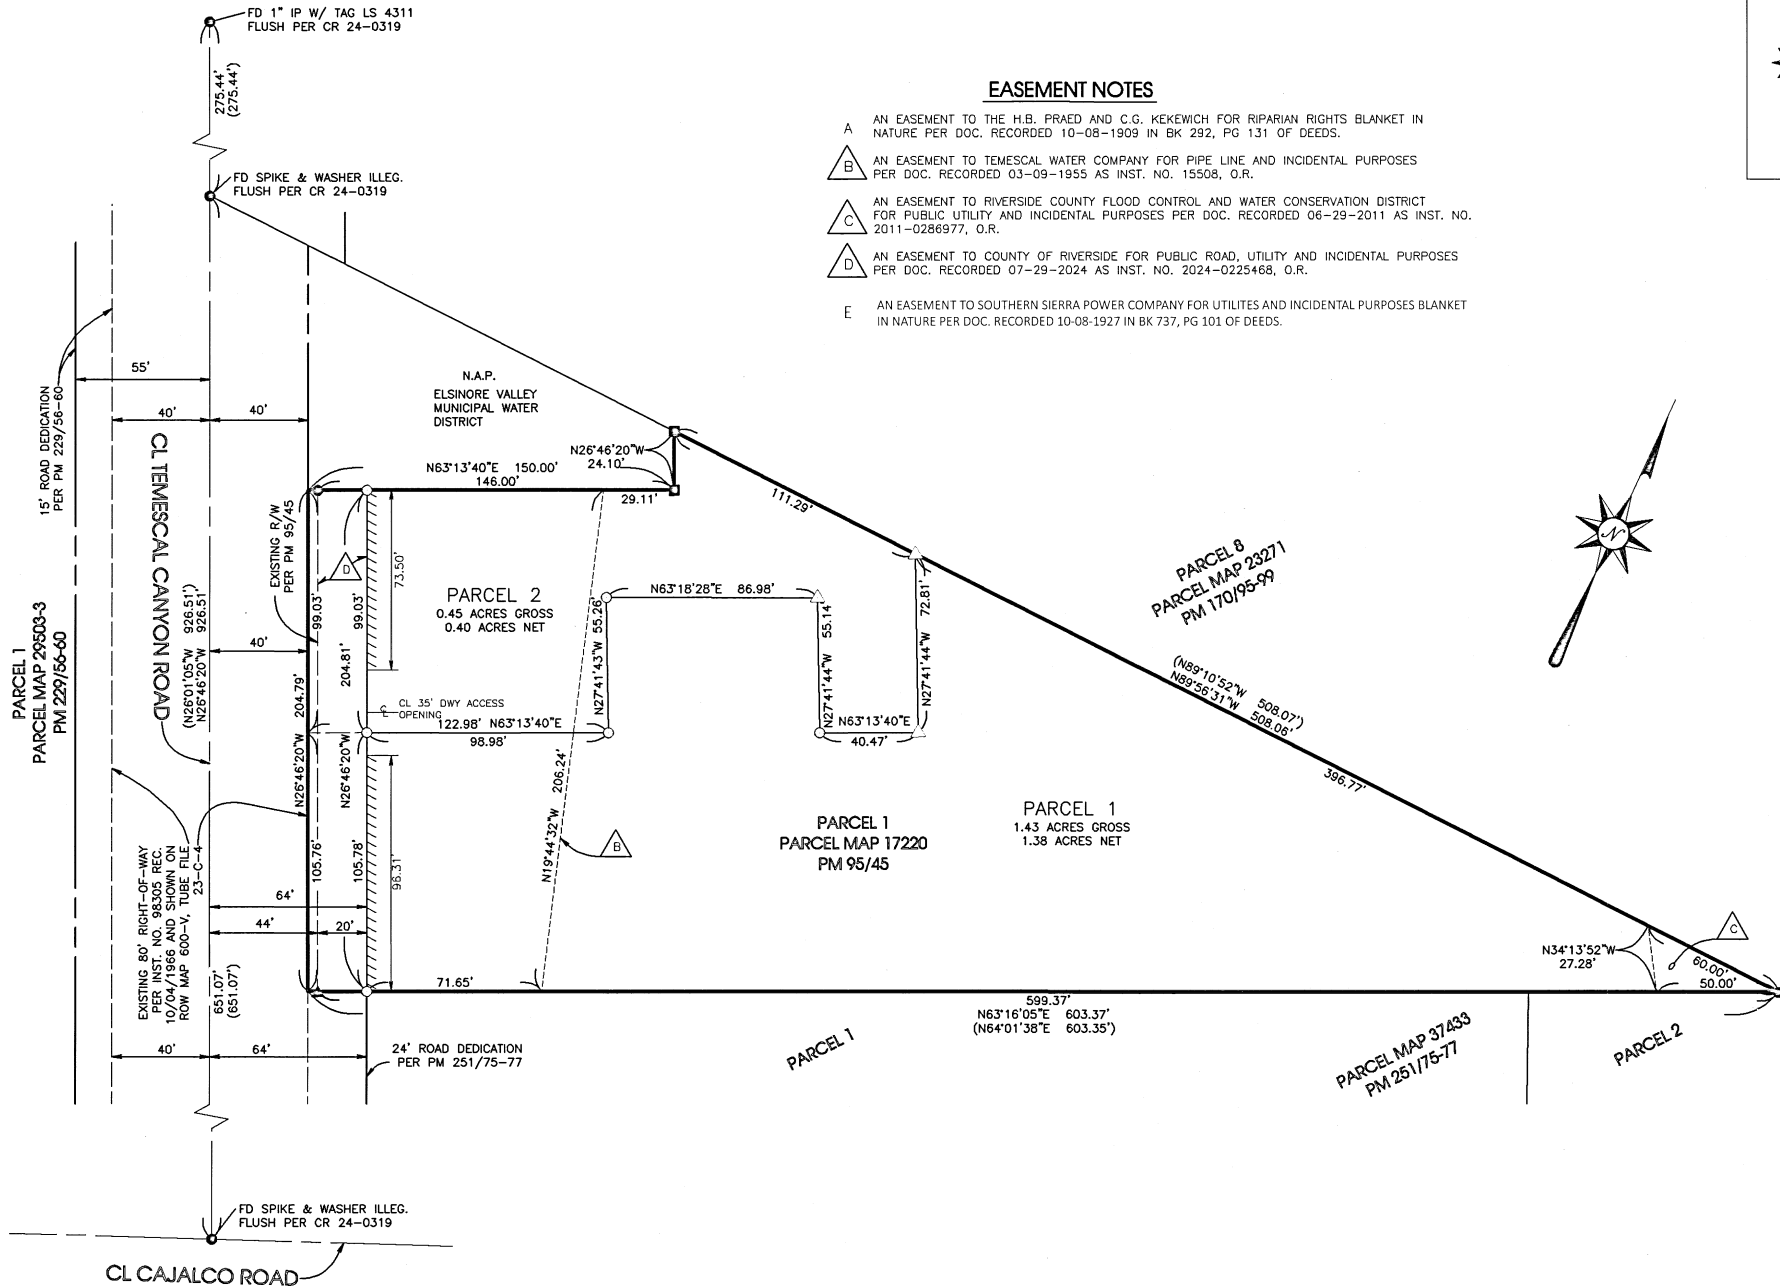 FD 1" IP W/ TAG LS 4311
FLUSH PER CR 24-0319
275.44'
(275.44')
FD SPIKE & WASHER ILLEG.
FLUSH PER CR 24-0319
EASEMENT NOTES
A
AN EASEMENT TO THE H.B. PRAED AND C.G. KEKEWICH FOR RIPARIAN RIGHTS BLANKET IN
NATURE PER DOC. RECORDED 10-08-1909 IN BK 292, PG 131 OF DEEDS.
B
AN EASEMENT TO TEMESCAL WATER COMPANY FOR PIPE LINE AND INCIDENTAL PURPOSES
PER DOC. RECORDED 03-09-1955 AS INST. NO. 15508, O.R.
C
AN EASEMENT TO RIVERSIDE COUNTY FLOOD CONTROL AND WATER CONSERVATION DISTRICT
FOR PUBLIC UTILITY AND INCIDENTAL PURPOSES PER DOC. RECORDED 06-29-2011 AS INST. NO.
2011-0286977, O.R.
D
AN EASEMENT TO COUNTY OF RIVERSIDE FOR PUBLIC ROAD, UTILITY AND INCIDENTAL PURPOSES
PER DOC. RECORDED 07-29-2024 AS INST. NO. 2024-0225468, O.R.
E
AN EASEMENT TO SOUTHERN SIERRA POWER COMPANY FOR UTILITES AND INCIDENTAL PURPOSES BLANKET
IN NATURE PER DOC. RECORDED 10-08-1927 IN BK 737, PG 101 OF DEEDS.
55'
40'
40'
15' ROAD DEDICATION
PER PM 229/56-60
CL TEMESCAL CANYON ROAD
(N26°01'05"W 926.51')
N26°46'20"W 926.51'
PARCEL 1
PARCEL MAP 29503-3
PM 229/56-60
N.A.P.
ELSINORE VALLEY
MUNICIPAL WATER
DISTRICT
N26°46'20"W
24.10'
N63°13'40"E 150.00'
146.00'
29.11'
111.29'
EXISTING R/W
PER PM 95/45
D
73.50'
99.03'
99.03'
PARCEL 2
0.45 ACRES GROSS
0.40 ACRES NET
N63°18'28"E 86.98'
N27°41'43"W 55.26'
N27°41'44"W 55.14'
N27°41'44"W 72.81'
N63°13'40"E
40.47'
PARCEL 8
PARCEL MAP 23271
PM 170/95-99
N
(N89°10'52"W 508.07')
N89°56'31"W 508.06'
396.77'
40'
204.79'
204.81'
CL
CL 35' DWY ACCESS
OPENING
122.98' N63°13'40"E
98.98'
N26°46'20"W
N26°46'20"W
N19°44'32"W 206.24'
B
PARCEL 1
PARCEL MAP 17220
PM 95/45
PARCEL 1
1.43 ACRES GROSS
1.38 ACRES NET
EXISTING 80' RIGHT-OF-WAY
PER INST. NO. 98305 REC.
10/04/1966 AND SHOWN ON
ROW MAP 600-V, TUBE FILE
23-C-4
105.76'
105.78'
96.31'
64'
44'
20'
C
N34°13'52"W
27.28'
60.00'
50.00'
71.65'
599.37'
N63°16'05"E 603.37'
(N64°01'38"E 603.35')
651.07'
(651.07')
40'
64'
24' ROAD DEDICATION
PER PM 251/75-77
PARCEL 1
PARCEL MAP 37433
PM 251/75-77
PARCEL 2
FD SPIKE & WASHER ILLEG.
FLUSH PER CR 24-0319
CL CAJALCO ROAD